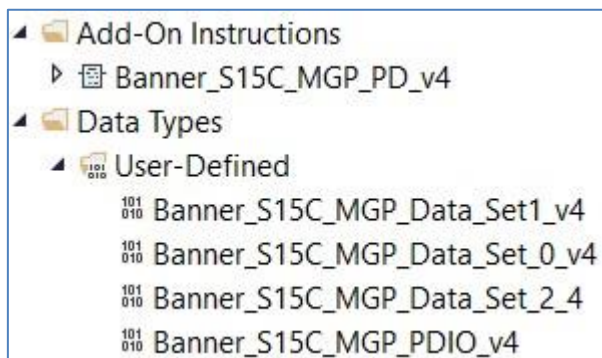 Add-On Instructions
Banner_S15C_MGP_PD_v4
Data Types
User-Defined
Banner_S15C_MGP_Data_Set1_v4
Banner_S15C_MGP_Data_Set_0_v4
Banner_S15C_MGP_Data_Set_2_4
Banner_S15C_MGP_PDIO_v4